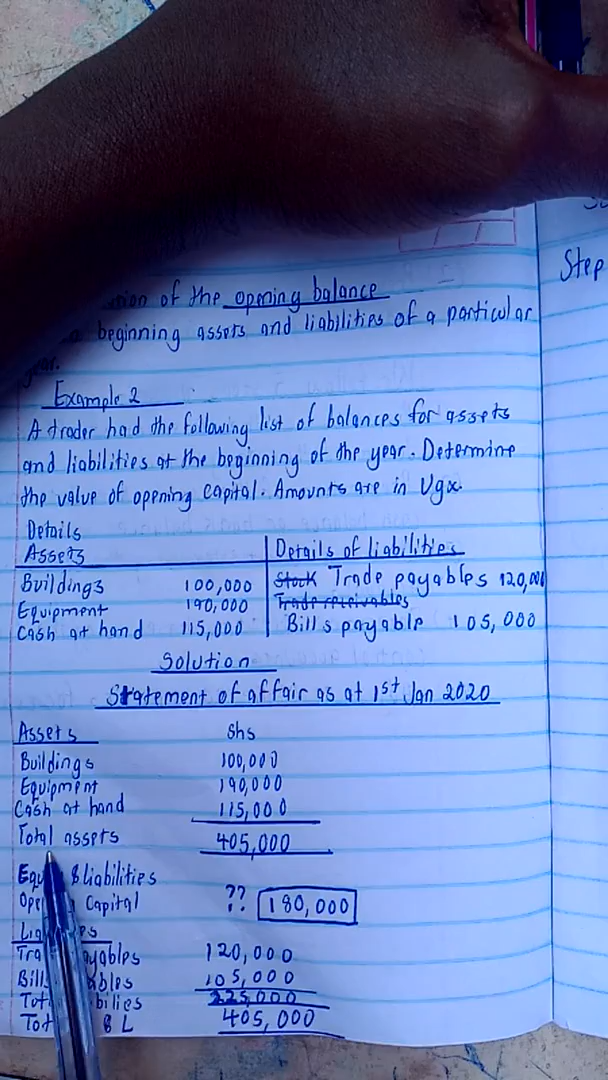 of the opening balance
beginning assets and liabilities of a particular
Step
Example 2
A trader had the following list of balances for assets
and liabilities at the beginning of the year. Determine
the value of opening capital. Amounts are in Ugx.
Details
Assets Details of liabilities
Buildings 100,000 Stock Trade payables 120,000
Equipment 190,000 Trade receivables
Cash at hand 115,000 Bills payable 105,000
Solution
Statement of affair as at 1st Jan 2020
Assets Shs
Buildings 100,000
Equipment 190,000
Cash at hand 115,000
Total assets 405,000
& Liabilities
Capital ?? 180,000
120,000
Bills 105,000
225,000
& L 405,000